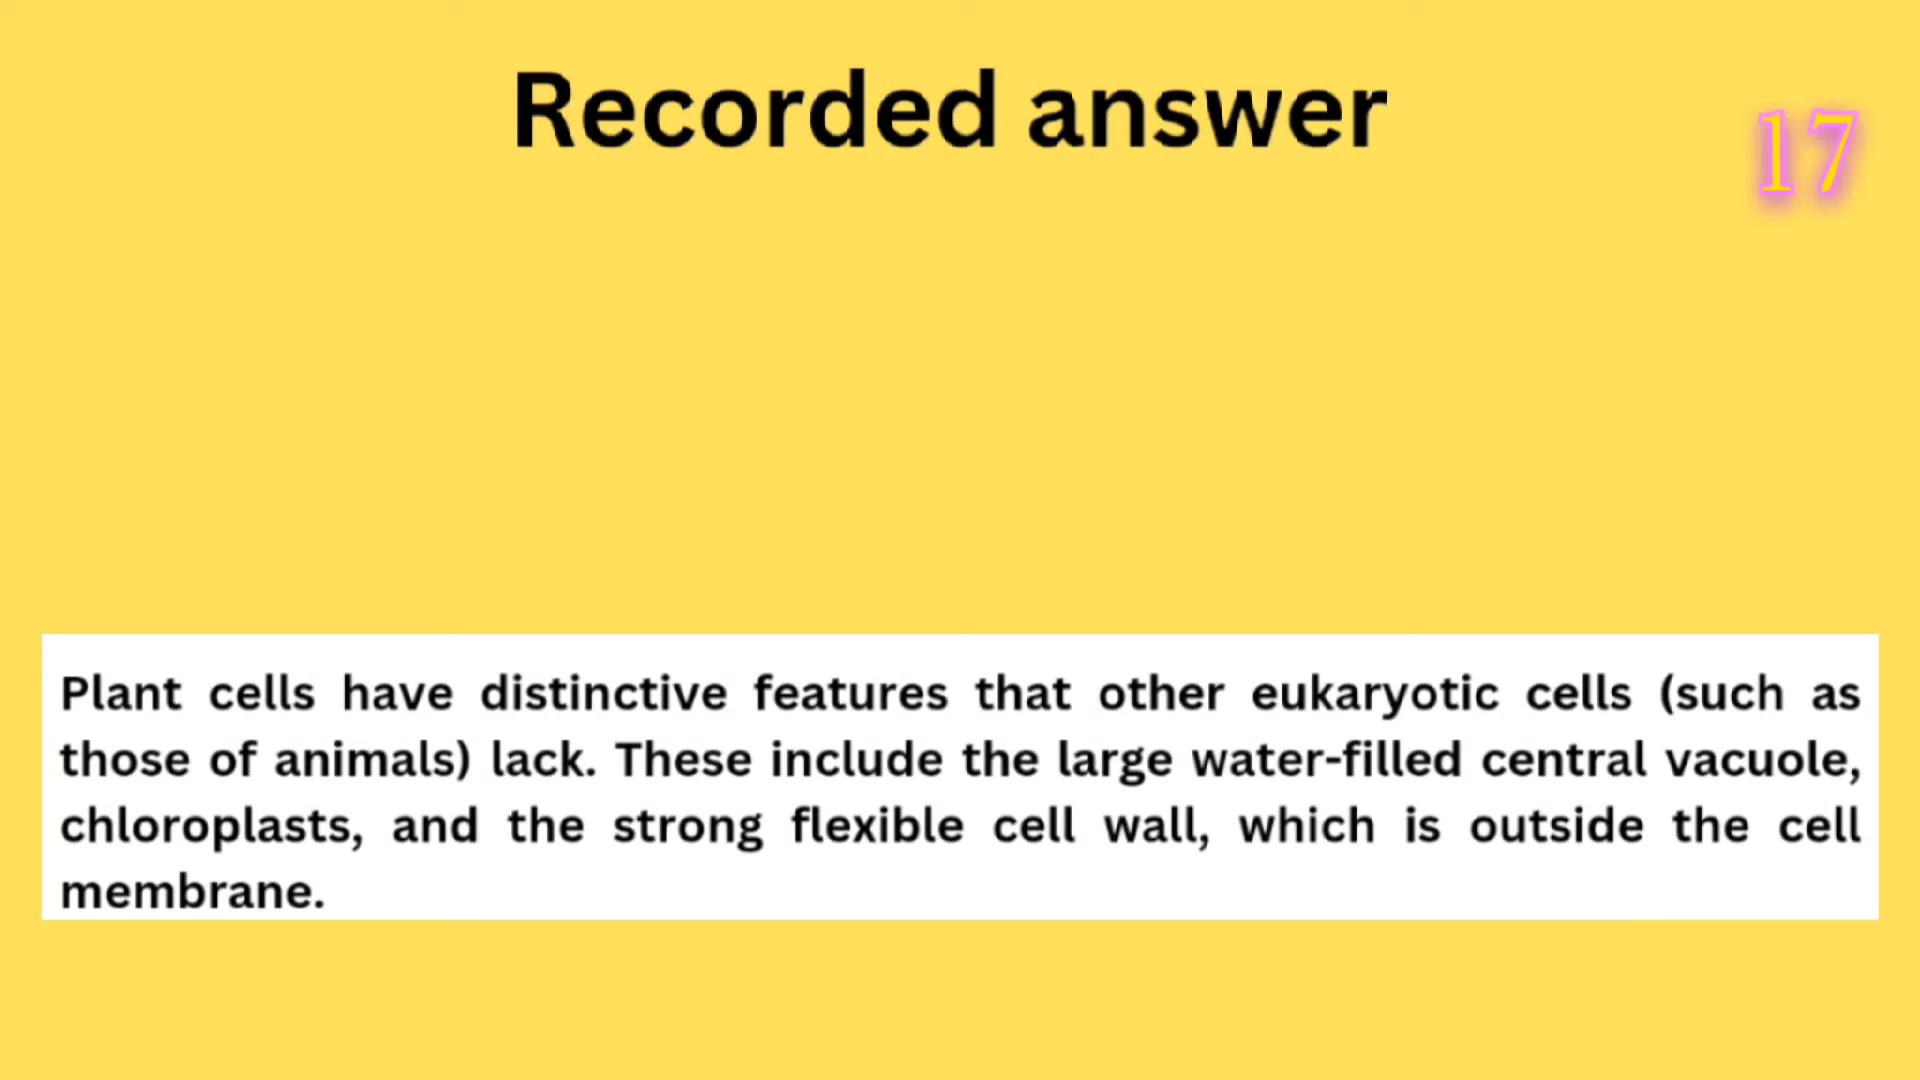 Recorded answer
17
Plant cells have distinctive features that other eukaryotic cells (such as
those of animals) lack. These include the large water-filled central vacuole,
chloroplasts, and the strong flexible cell wall, which is outside the cell
membrane.